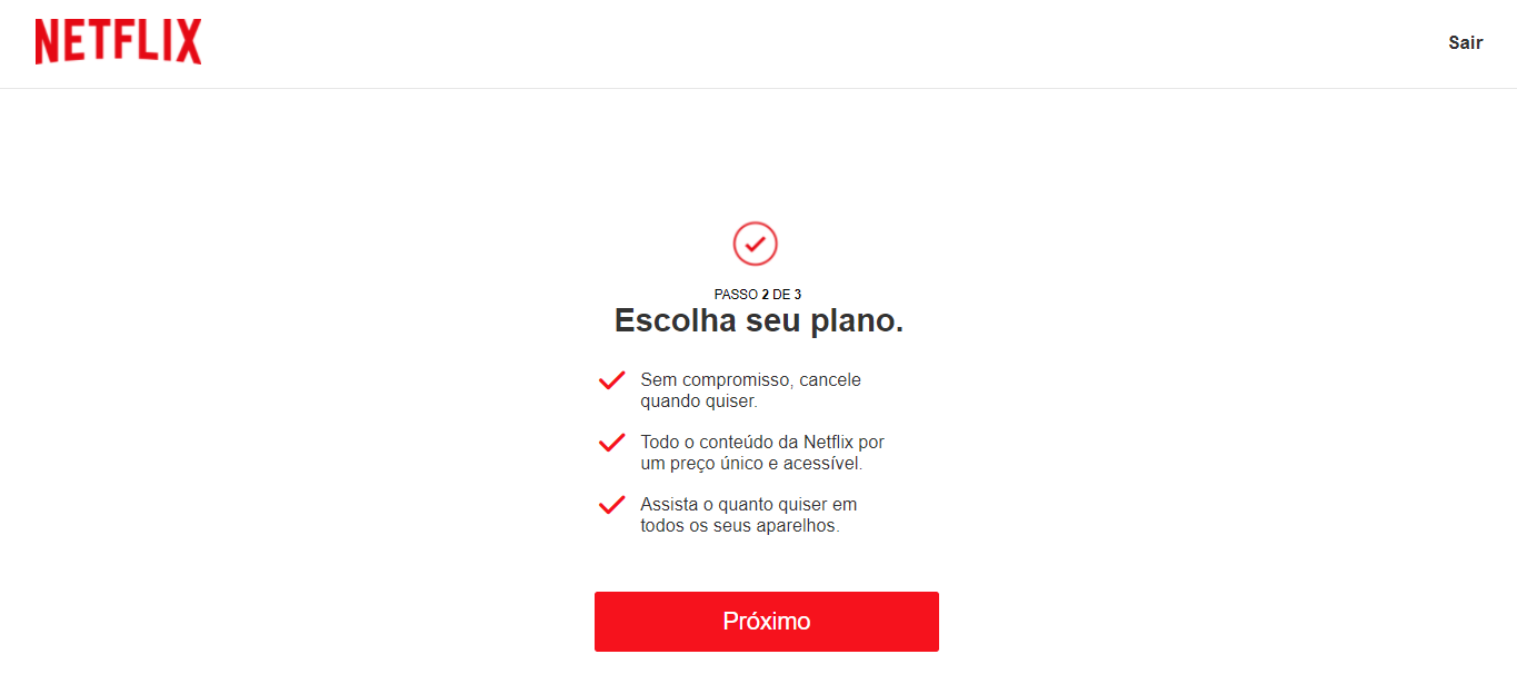 NETFLIX
Sair
PASSO 2 DE 3
Escolha seu plano.
Sem compromisso, cancele
quando quiser.
Todo o conteúdo da Netflix por
um preço único e acessível.
Assista o quanto quiser em
todos os seus aparelhos.
Próximo